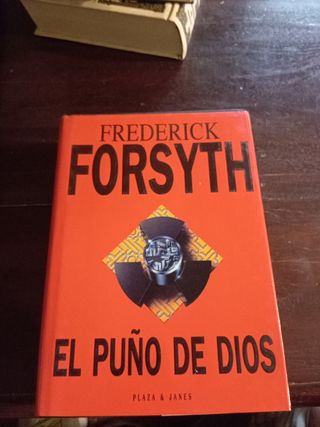 FREDERICK
FORSYTH
EL PUÑO DE DIOS
PLAZA & JANES